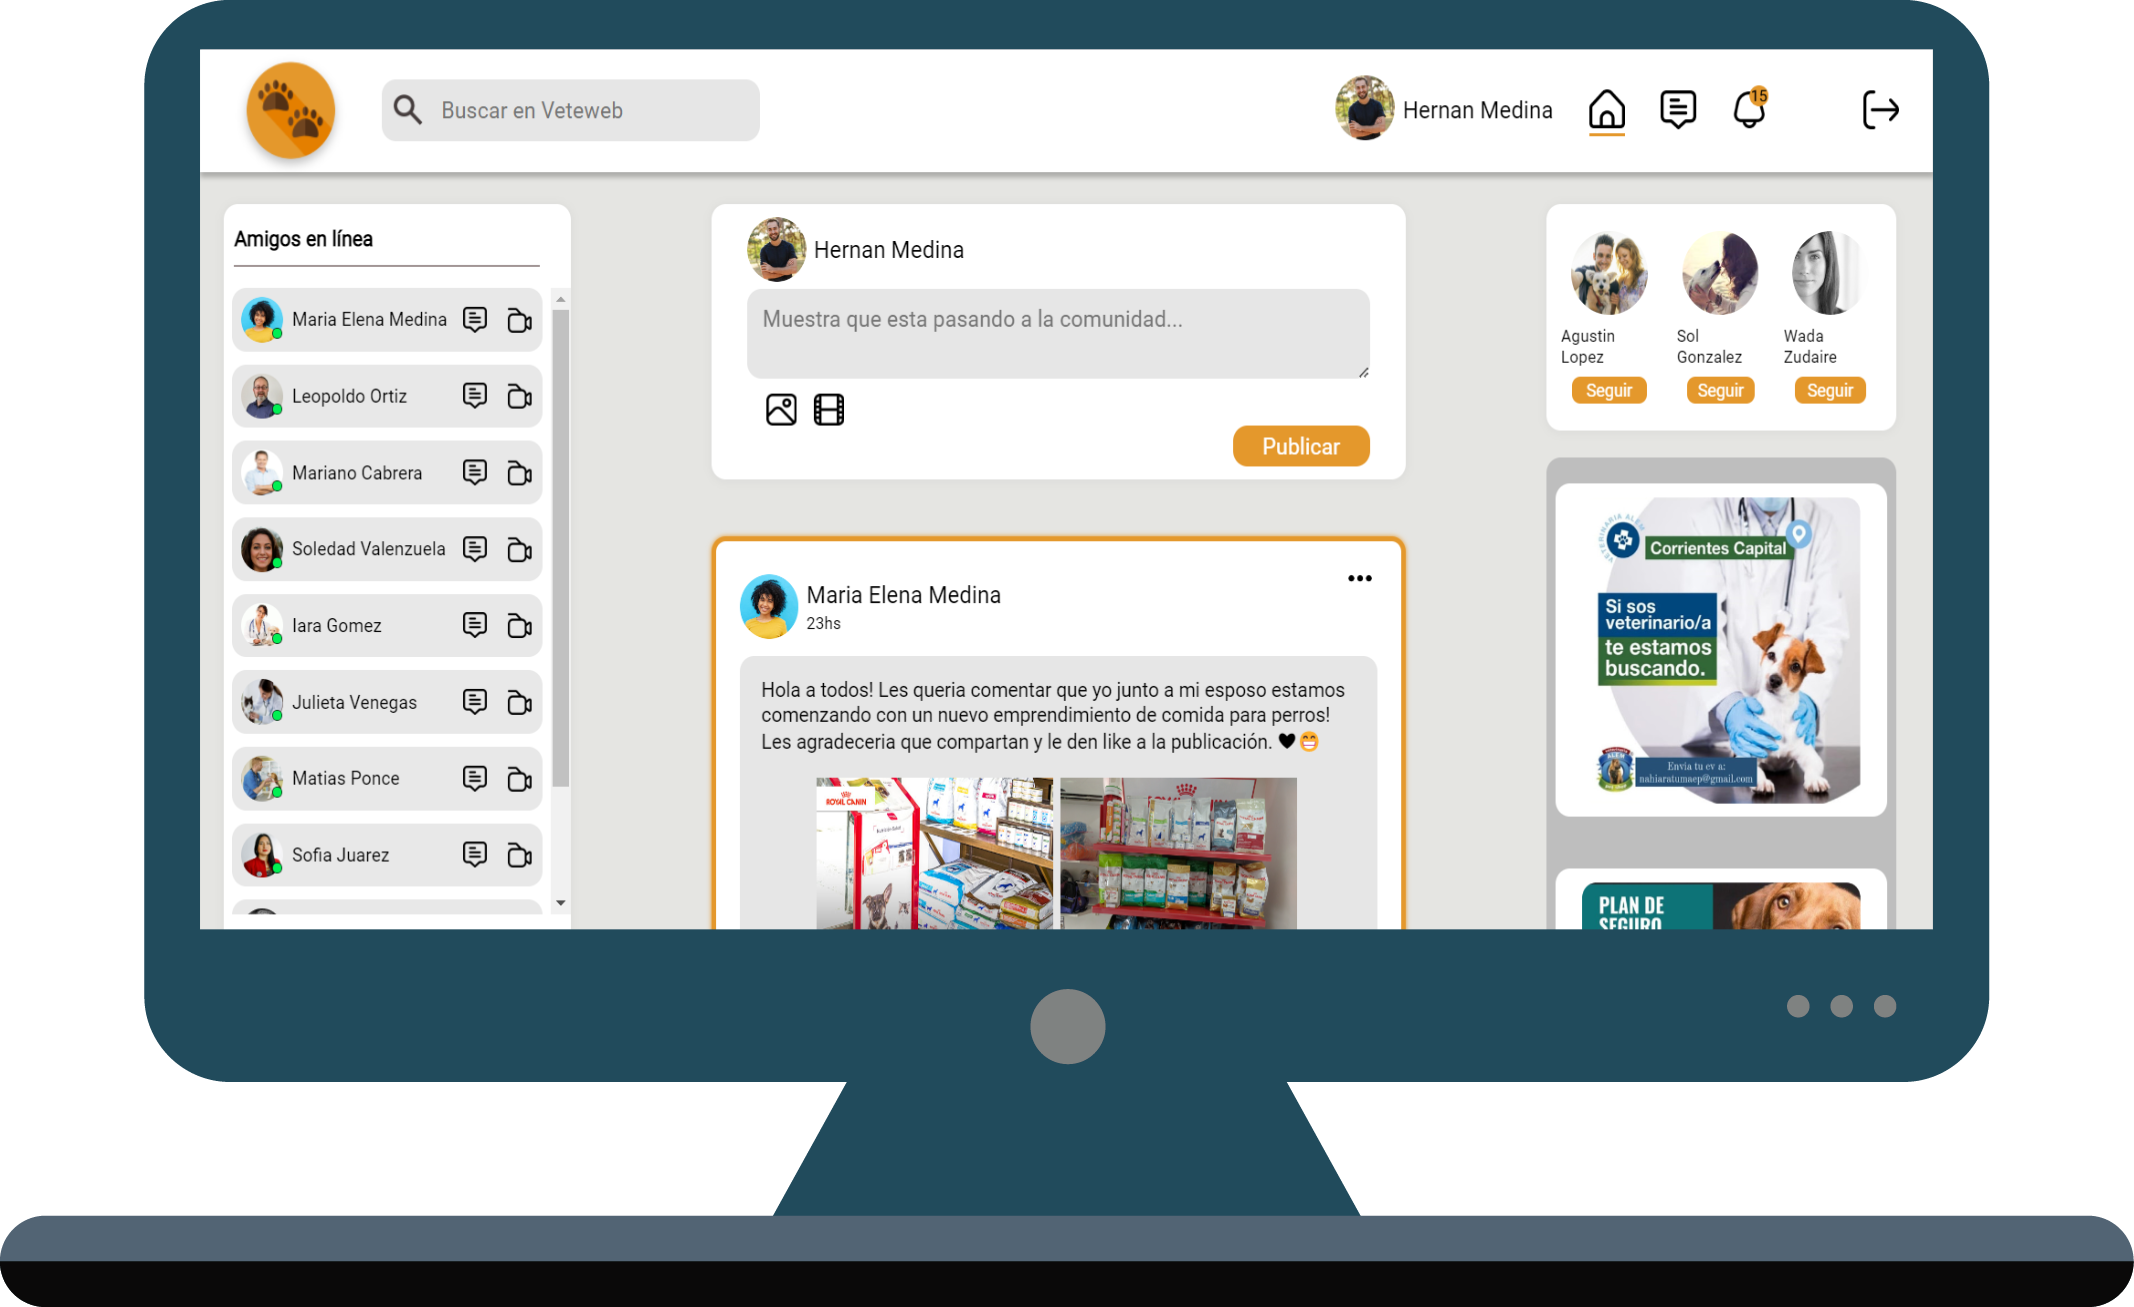 Buscar en Veteweb
Hernan Medina
15
Amigos en línea
Maria Elena Medina
Leopoldo Ortiz
Mariano Cabrera
Soledad Valenzuela
Iara Gomez
Julieta Venegas
Matias Ponce
Sofia Juarez
Hernan Medina
Muestra que esta pasando a la comunidad...
Publicar
Maria Elena Medina
23hs
Hola a todos! Les queria comentar que yo junto a mi esposo estamos
comenzando con un nuevo emprendimiento de comida para perros!
Les agradeceria que compartan y le den like a la publicación. 🖤😁
ROYAL CANIN
Agustin
Lopez
Seguir
Sol
Gonzalez
Seguir
Wada
Zudaire
Seguir
VETERINARIA ALEM
Corrientes Capital
Si sos
veterinario/a
te estamos
buscando.
Envia tu cv a:
nahiaratumaep@gmail.com
PLAN DE
SEGURO